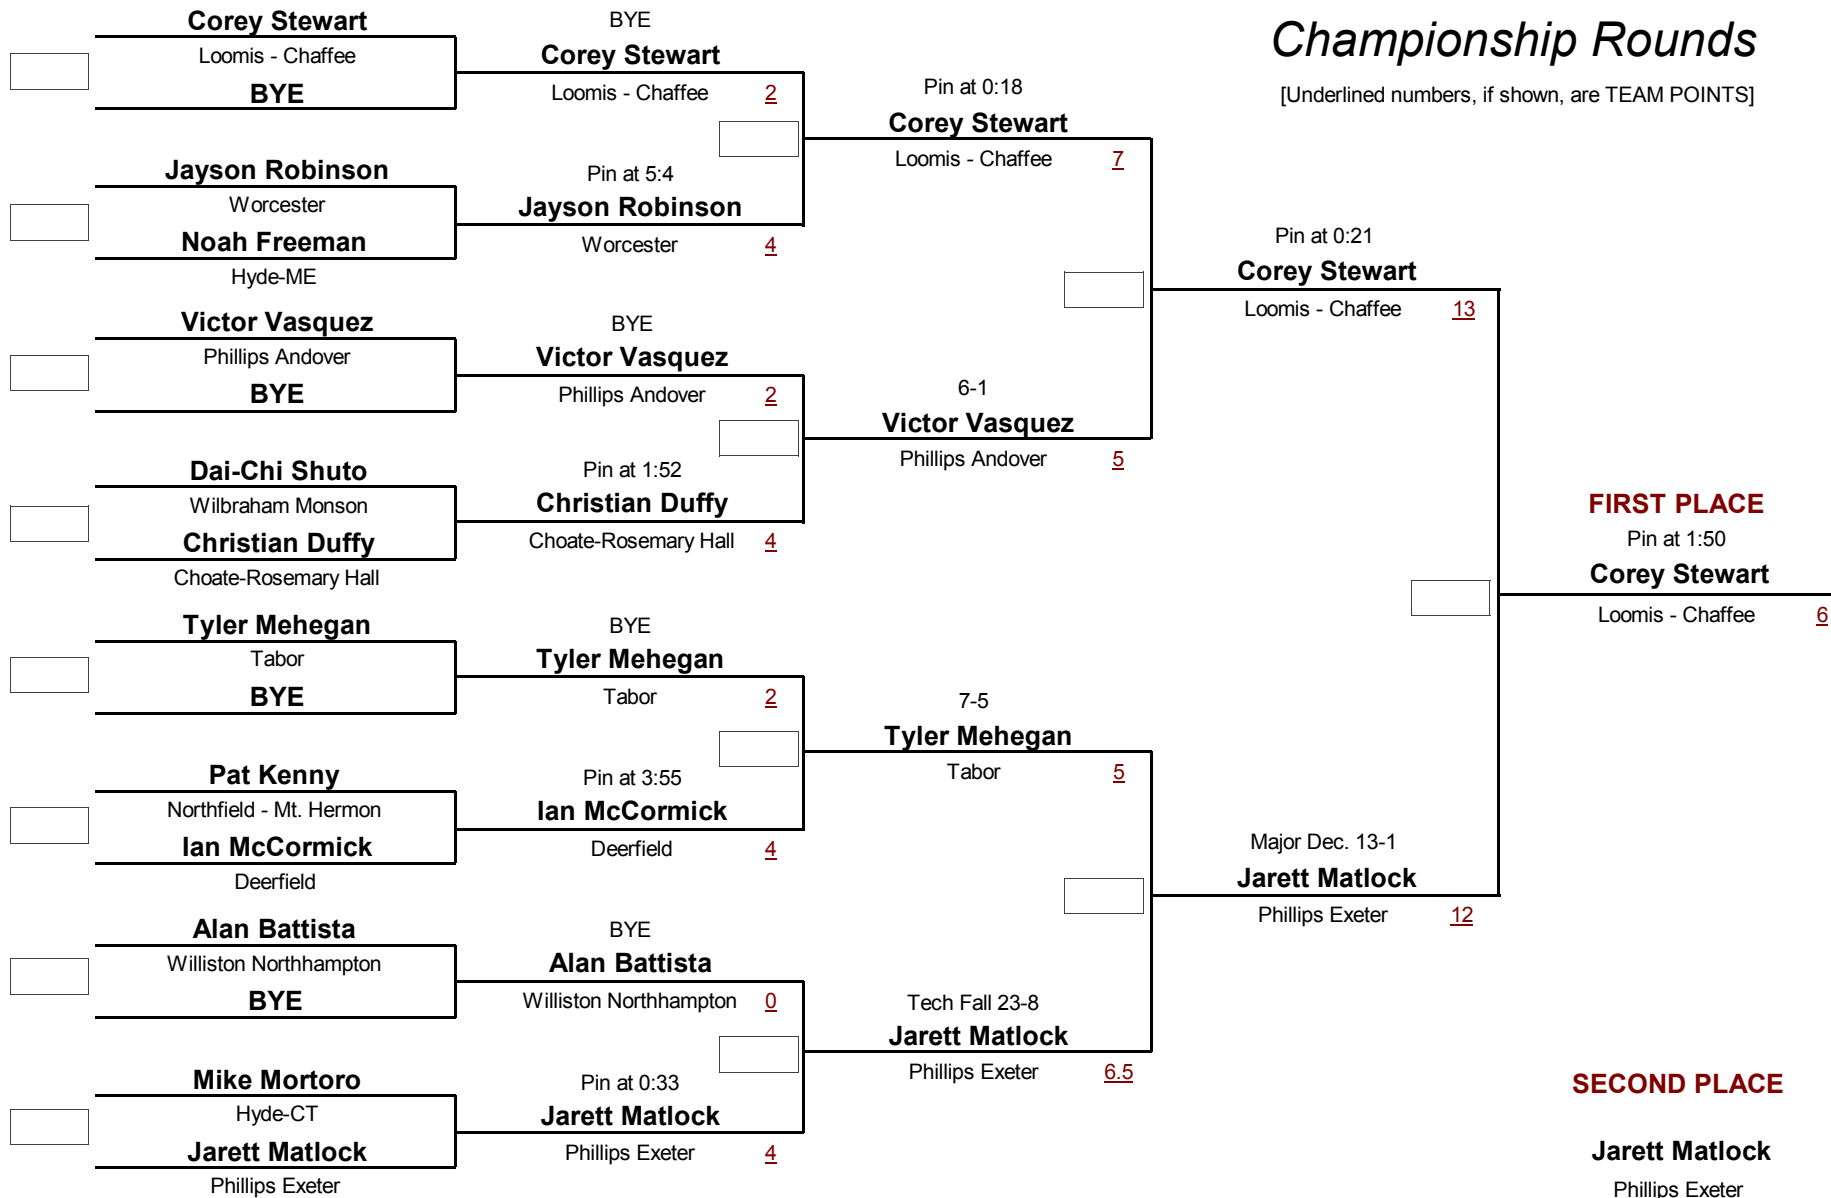 Championship Rounds
[Underlined numbers, if shown, are TEAM POINTS]
Corey Stewart
Loomis - Chaffee
BYE
Jayson Robinson
Worcester
Noah Freeman
Hyde-ME
Victor Vasquez
Phillips Andover
BYE
Dai-Chi Shuto
Wilbraham Monson
Christian Duffy
Choate-Rosemary Hall
Tyler Mehegan
Tabor
BYE
Pat Kenny
Northfield - Mt. Hermon
Ian McCormick
Deerfield
Alan Battista
Williston Northhampton
BYE
Mike Mortoro
Hyde-CT
Jarett Matlock
Phillips Exeter
BYE
Corey Stewart
Loomis - Chaffee 2
Pin at 5:4
Jayson Robinson
Worcester 4
BYE
Victor Vasquez
Phillips Andover 2
Pin at 1:52
Christian Duffy
Choate-Rosemary Hall 4
BYE
Tyler Mehegan
Tabor 2
Pin at 3:55
Ian McCormick
Deerfield 4
BYE
Alan Battista
Williston Northhampton 0
Pin at 0:33
Jarett Matlock
Phillips Exeter 4
Pin at 0:18
Corey Stewart
Loomis - Chaffee 7
6-1
Victor Vasquez
Phillips Andover 5
7-5
Tyler Mehegan
Tabor 5
Tech Fall 23-8
Jarett Matlock
Phillips Exeter 6.5
Pin at 0:21
Corey Stewart
Loomis - Chaffee 13
Major Dec. 13-1
Jarett Matlock
Phillips Exeter 12
FIRST PLACE
Pin at 1:50
Corey Stewart
Loomis - Chaffee 6
SECOND PLACE
Jarett Matlock
Phillips Exeter